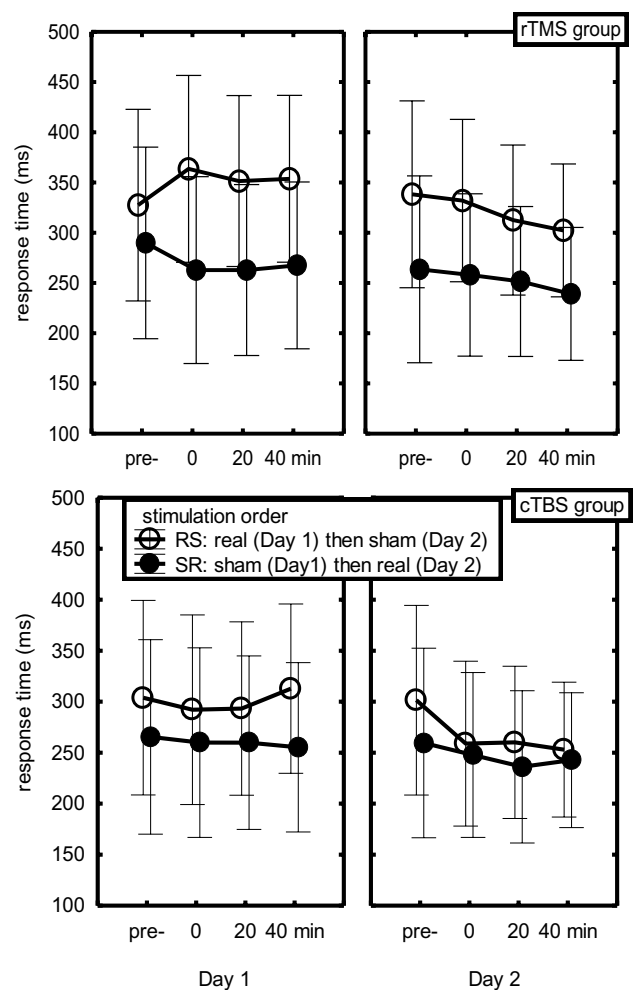 rTMS group
response time (ms)
500
450
400
350
300
250
200
150
100
pre- 0 20 40 min
pre- 0 20 40 min
cTBS group
response time (ms)
500
450
400
350
300
250
200
150
100
stimulation order
RS: real (Day 1) then sham (Day 2)
SR: sham (Day1) then real (Day 2)
pre- 0 20 40 min
pre- 0 20 40 min
Day 1
Day 2